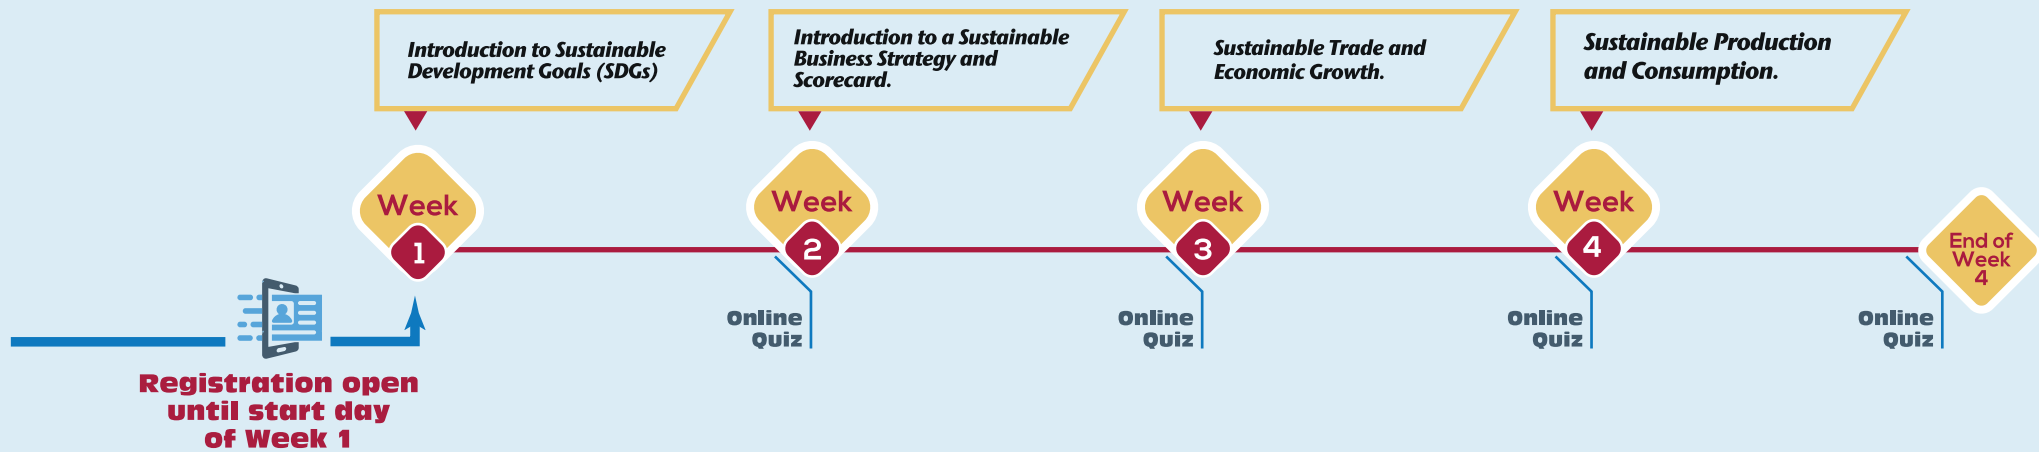 Introduction to Sustainable
Development Goals (SDGs)
Introduction to a Sustainable
Business Strategy and
Scorecard.
Sustainable Trade and
Economic Growth.
Sustainable Production
and Consumption.
Week
1
Week
2
Week
3
Week
4
End of
Week
4
Online
Quiz
Online
Quiz
Online
Quiz
Online
Quiz
Registration open
until start day
of Week 1